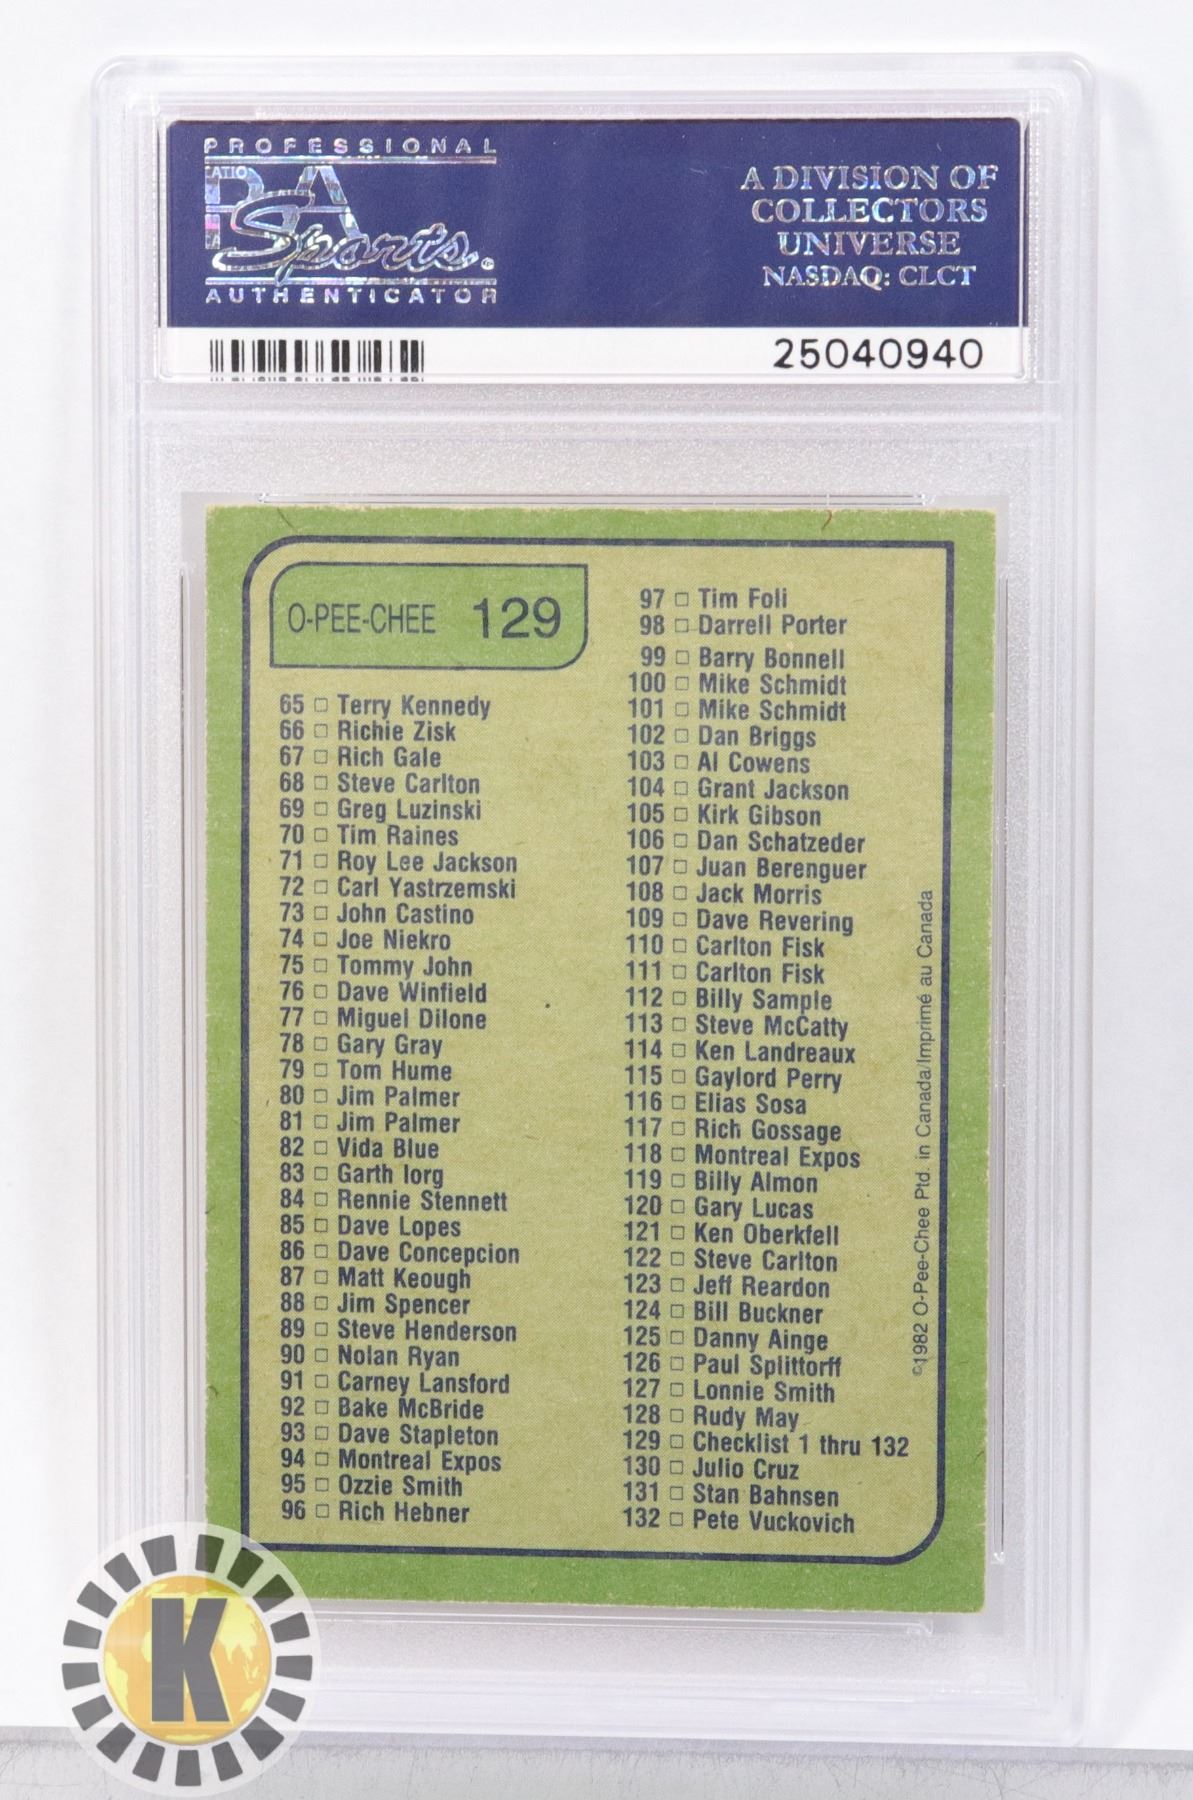 PROFESSIONAL
PSA
Sports
AUTHENTICATOR
A DIVISION OF
COLLECTORS
UNIVERSE
NASDAQ: CLCT
25040940
O-PEE-CHEE 129
65 □ Terry Kennedy
66 □ Richie Zisk
67 □ Rich Gale
68 □ Steve Carlton
69 □ Greg Luzinski
70 □ Tim Raines
71 □ Roy Lee Jackson
72 □ Carl Yastrzemski
73 □ John Castino
74 □ Joe Niekro
75 □ Tommy John
76 □ Dave Winfield
77 □ Miguel Dilone
78 □ Gary Gray
79 □ Tom Hume
80 □ Jim Palmer
81 □ Jim Palmer
82 □ Vida Blue
83 □ Garth Iorg
84 □ Rennie Stennett
85 □ Dave Lopes
86 □ Dave Concepcion
87 □ Matt Keough
88 □ Jim Spencer
89 □ Steve Henderson
90 □ Nolan Ryan
91 □ Carney Lansford
92 □ Bake McBride
93 □ Dave Stapleton
94 □ Montreal Expos
95 □ Ozzie Smith
96 □ Rich Hebner
97 □ Tim Foli
98 □ Darrell Porter
99 □ Barry Bonnell
100 □ Mike Schmidt
101 □ Mike Schmidt
102 □ Dan Briggs
103 □ Al Cowens
104 □ Grant Jackson
105 □ Kirk Gibson
106 □ Dan Schatzeder
107 □ Juan Berenguer
108 □ Jack Morris
109 □ Dave Revering
110 □ Carlton Fisk
111 □ Carlton Fisk
112 □ Billy Sample
113 □ Steve McCatty
114 □ Ken Landreaux
115 □ Gaylord Perry
116 □ Elias Sosa
117 □ Rich Gossage
118 □ Montreal Expos
119 □ Billy Almon
120 □ Gary Lucas
121 □ Ken Oberkfell
122 □ Steve Carlton
123 □ Jeff Reardon
124 □ Bill Buckner
125 □ Danny Ainge
126 □ Paul Splittorff
127 □ Lonnie Smith
128 □ Rudy May
129 □ Checklist 1 thru 132
130 □ Julio Cruz
131 □ Stan Bahnsen
132 □ Pete Vuckovich
©1982 O-Pee-Chee Ptd. in Canada/Imprimé au Canada
K